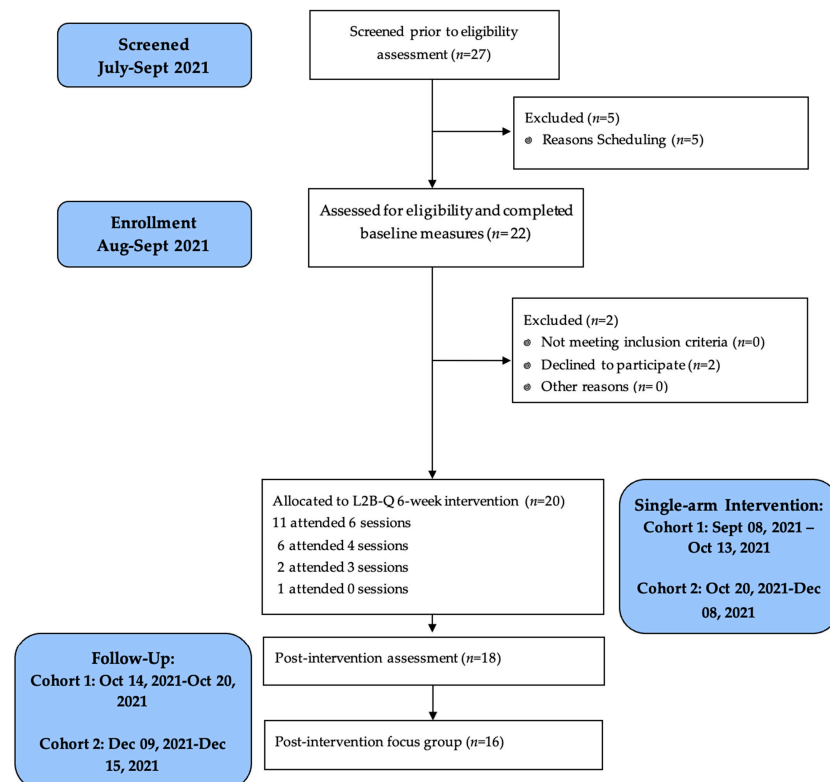 Screened
July-Sept 2021
Screened prior to eligibility
assessment (n=27)
Excluded (n=5)
Reasons Scheduling (n=5)
Enrollment
Aug-Sept 2021
Assessed for eligibility and completed
baseline measures (n=22)
Excluded (n=2)
Not meeting inclusion criteria (n=0)
Declined to participate (n=2)
Other reasons (n= 0)
Allocated to L2B-Q 6-week intervention (n=20)
11 attended 6 sessions
6 attended 4 sessions
2 attended 3 sessions
1 attended 0 sessions
Single-arm Intervention:
Cohort 1: Sept 08, 2021 –
Oct 13, 2021
Cohort 2: Oct 20, 2021-Dec
08, 2021
Follow-Up:
Cohort 1: Oct 14, 2021-Oct 20,
2021
Cohort 2: Dec 09, 2021-Dec
15, 2021
Post-intervention assessment (n=18)
Post-intervention focus group (n=16)